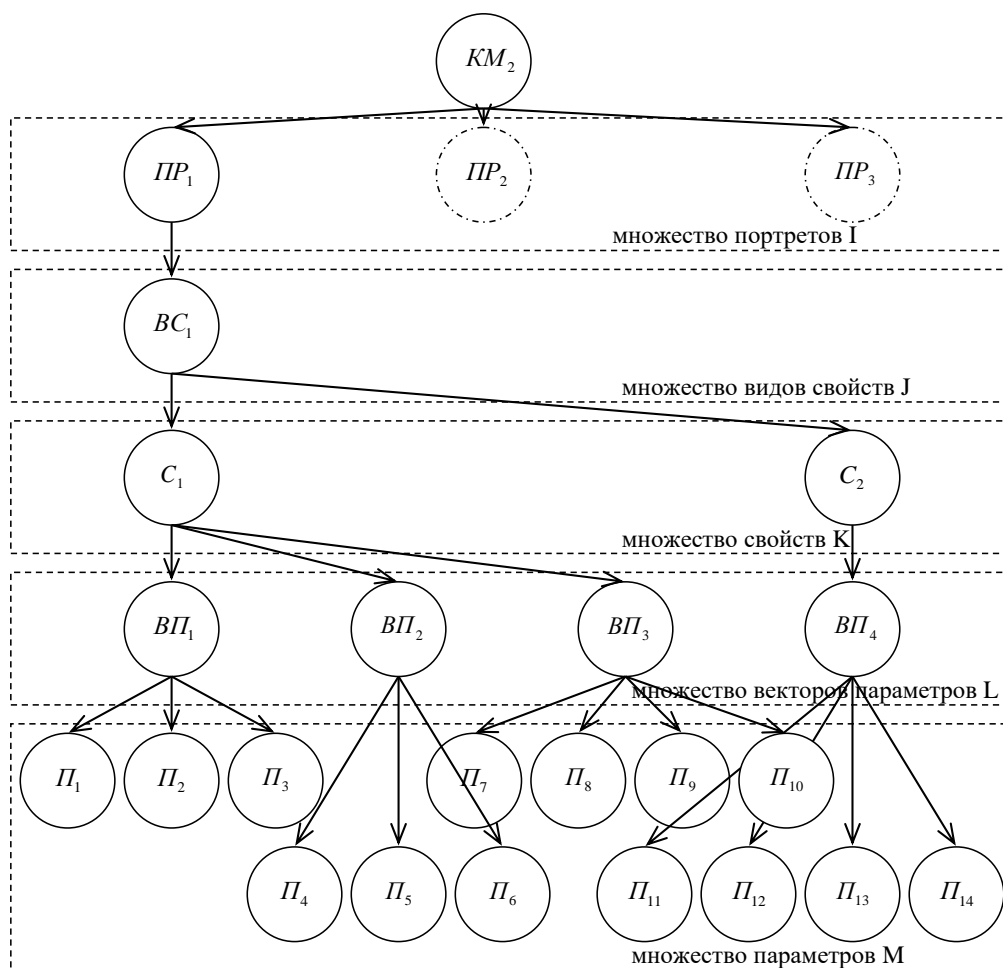 КМ₂
ПР₁ ПР₂ ПР₃
множество портретов I
ВС₁
множество видов свойств J
С₁ С₂
множество свойств K
ВП₁ ВП₂ ВП₃ ВП₄
множество векторов параметров L
П₁ П₂ П₃ П₇ П₈ П₉ П₁₀
П₄ П₅ П₆ П₁₁ П₁₂ П₁₃ П₁₄
множество параметров M